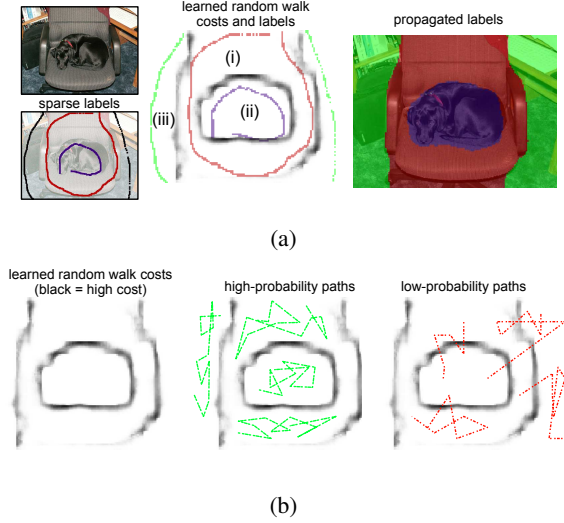 learned random walk
costs and labels
propagated labels
sparse labels
(i)
(ii)
(iii)
(a)
learned random walk costs
(black = high cost)
high-probability paths
low-probability paths
(b)